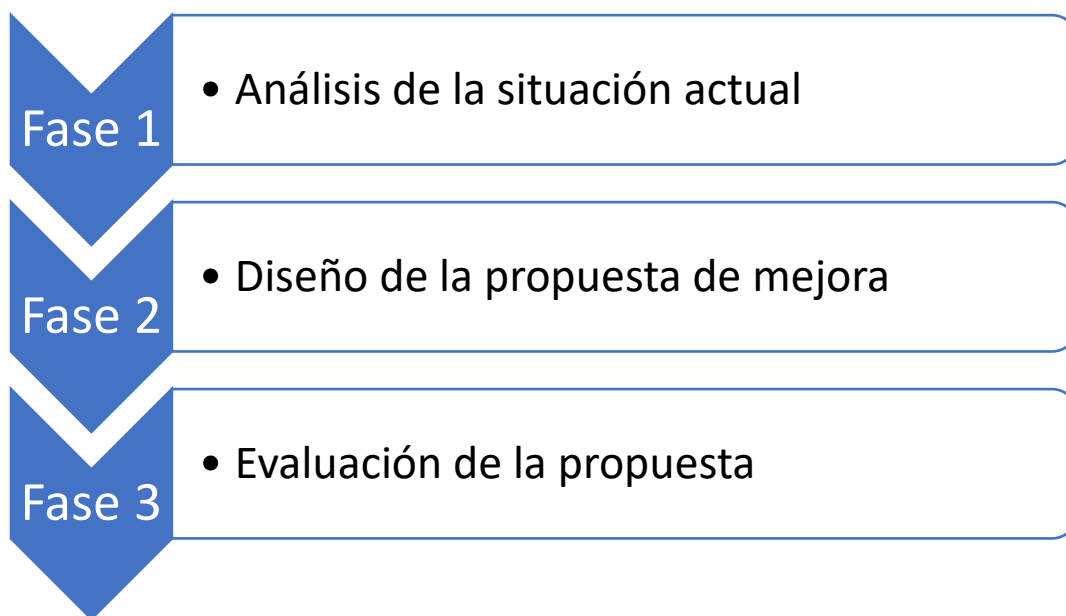 Fase 1
• Análisis de la situación actual
Fase 2
• Diseño de la propuesta de mejora
Fase 3
• Evaluación de la propuesta